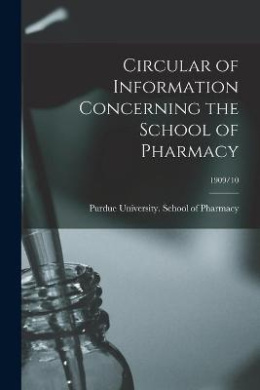 Circular of
Information
Concerning the
School of
Pharmacy
1909/10
Purdue University. School of Pharmacy